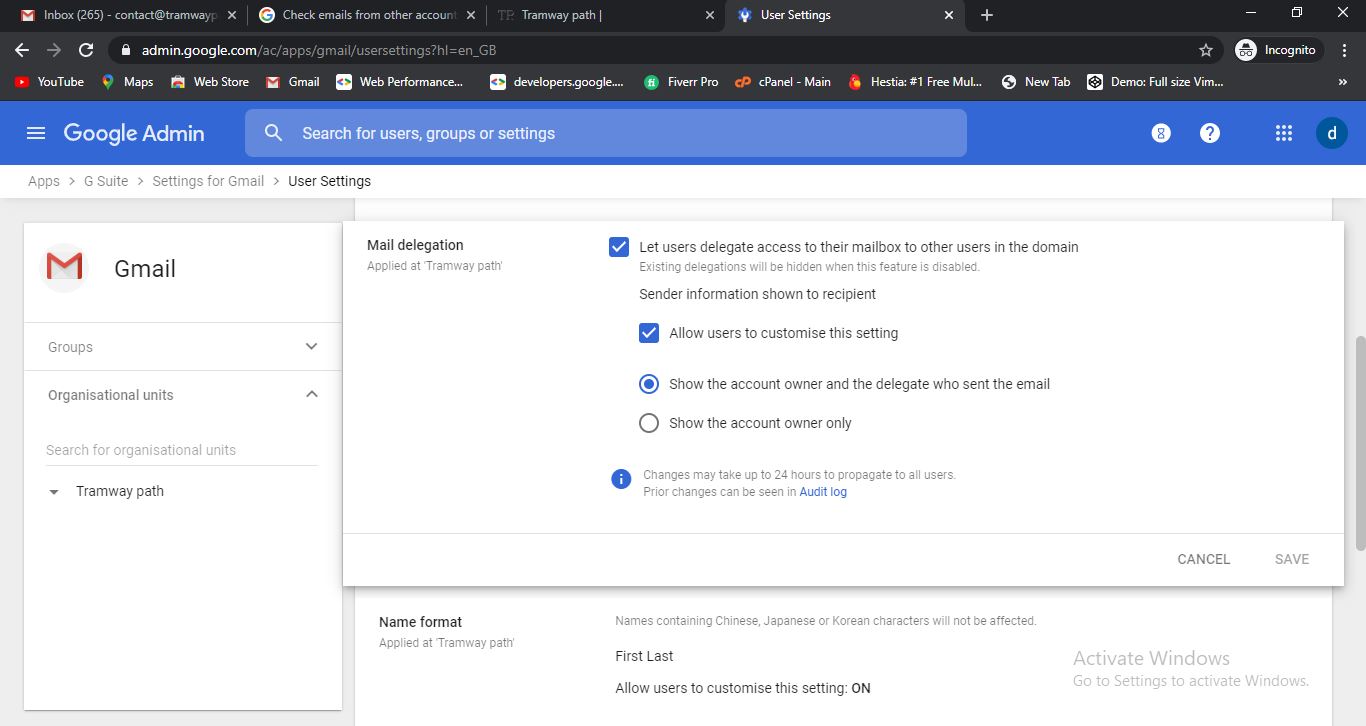 Inbox (265) - contact@tramwayp
Check emails from other account
Tramway path |
User Settings
admin.google.com/ac/apps/gmail/usersettings?hl=en_GB
Incognito
YouTube
Maps
Web Store
Gmail
Web Performance...
developers.google....
Fiverr Pro
cPanel - Main
Hestia: #1 Free Mul...
New Tab
Demo: Full size Vim...
»
Google Admin
Search for users, groups or settings
d
Apps > G Suite > Settings for Gmail > User Settings
Gmail
Groups
Organisational units
Search for organisational units
Tramway path
Mail delegation
Applied at 'Tramway path'
Let users delegate access to their mailbox to other users in the domain
Existing delegations will be hidden when this feature is disabled.
Sender information shown to recipient
Allow users to customise this setting
Show the account owner and the delegate who sent the email
Show the account owner only
Changes may take up to 24 hours to propagate to all users.
Prior changes can be seen in Audit log
CANCEL
SAVE
Name format
Applied at 'Tramway path'
Names containing Chinese, Japanese or Korean characters will not be affected.
First Last
Allow users to customise this setting: ON
Activate Windows
Go to Settings to activate Windows.